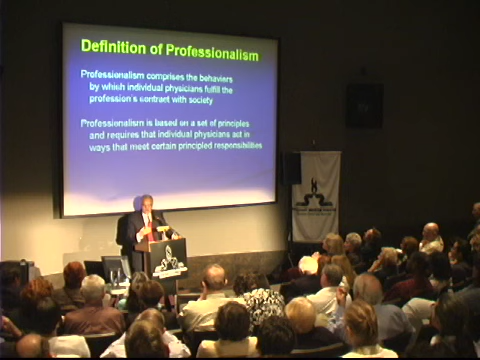 Definition of Professionalism
Professionalism comprises the behaviors
by which individual physicians fulfill the
profession's contract with society
Professionalism is based on a set of principles
and requires that individual physicians act in
ways that meet certain principled responsibilities